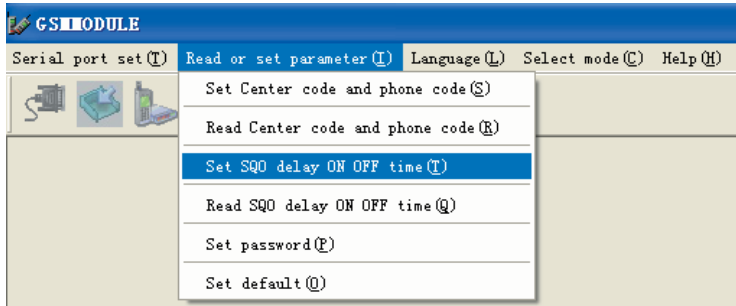 GSMMODULE
Serial port set(T) Read or set parameter(I) Language(L) Select mode(C) Help(H)
Set Center code and phone code(S)
Read Center code and phone code(R)
Set SQO delay ON OFF time(T)
Read SQO delay ON OFF time(Q)
Set password(P)
Set default(O)